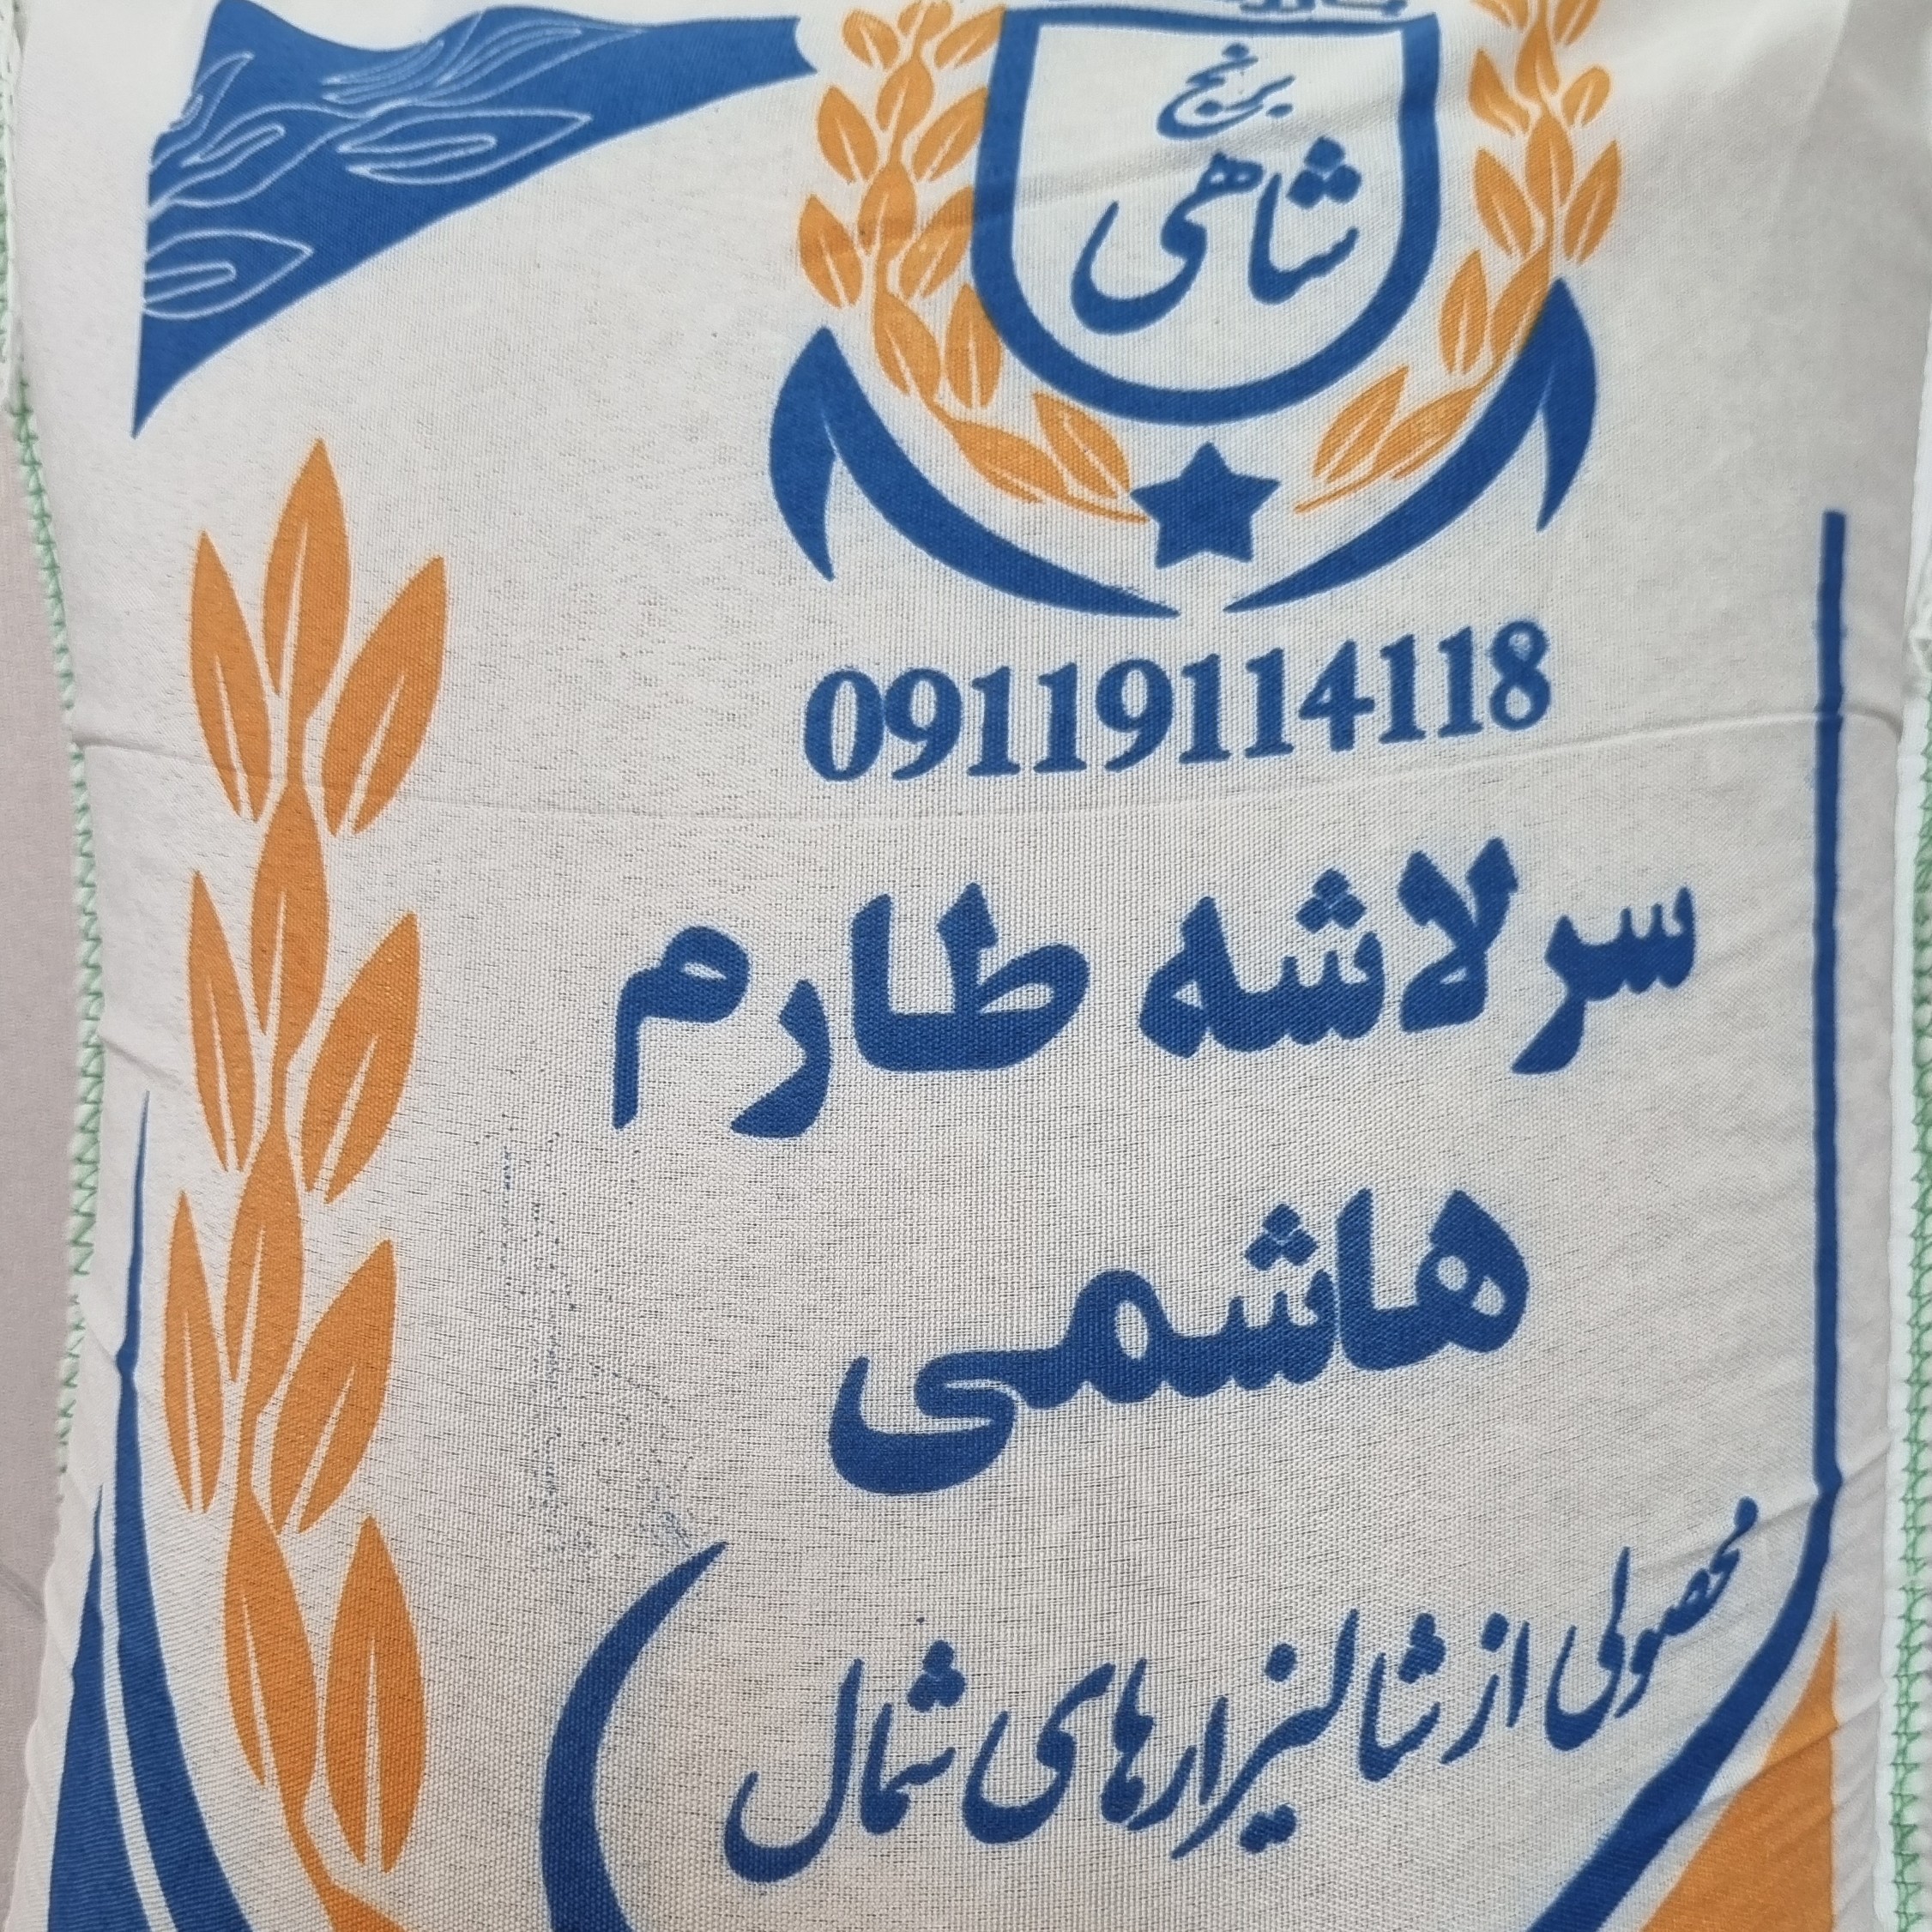 برنج
شاهی
09119114118
سرلاشه طارم
هاشمی
محصولی از شالیزارهای شمال